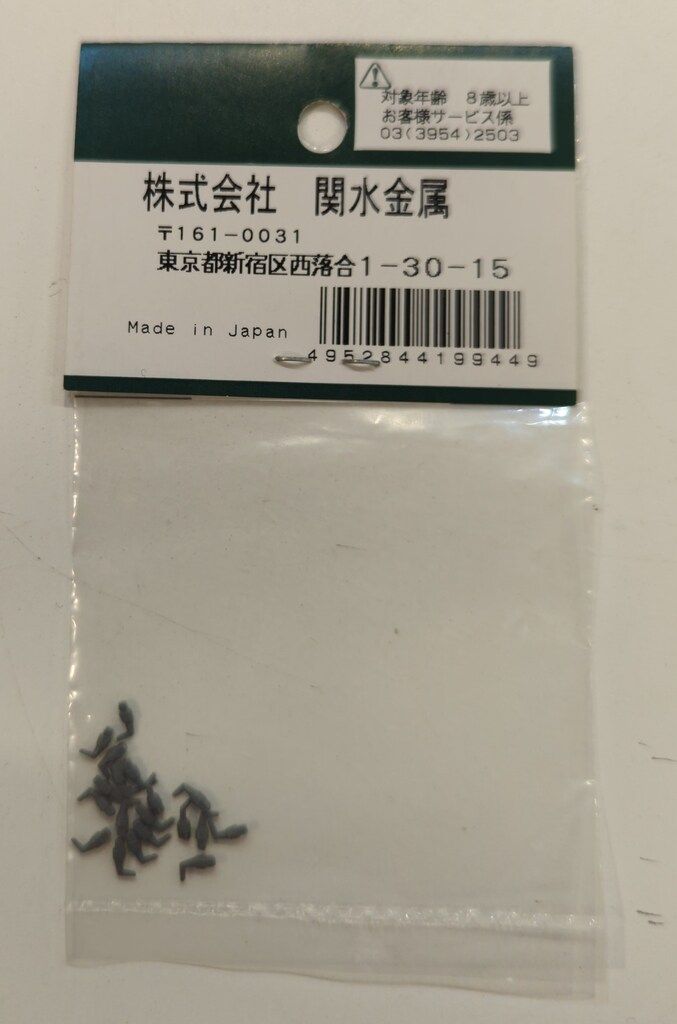 対象年齢　8歳以上
お客様サービス係
03(3954)2503
株式会社　関水金属
〒161-0031
東京都新宿区西落合1-30-15
Made in Japan
4952844199449